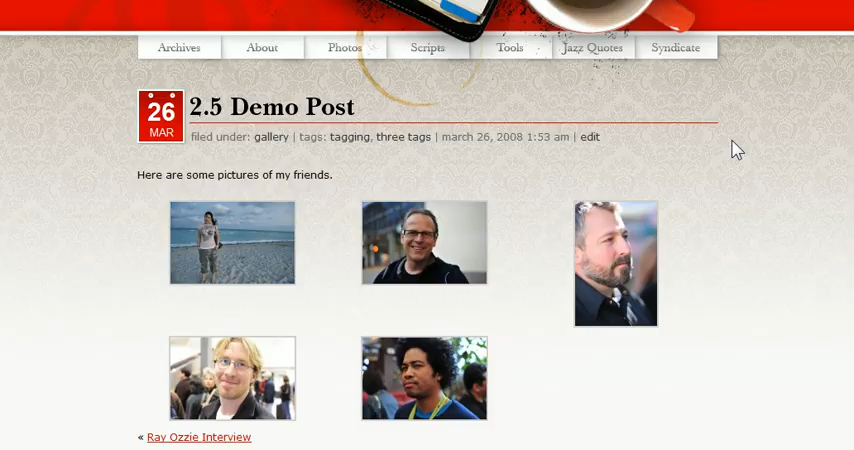 Archives About Photos Scripts Tools Jazz Quotes Syndicate
26
MAR
2.5 Demo Post
filed under: gallery | tags: tagging, three tags | march 26, 2008 1:53 am | edit
Here are some pictures of my friends.
« Ray Ozzie Interview